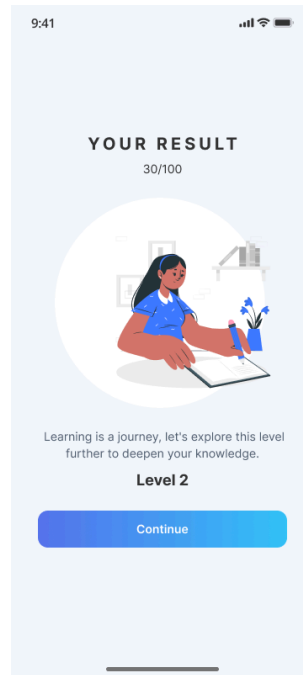 9:41
YOUR RESULT
30/100
Learning is a journey, let's explore this level
further to deepen your knowledge.
Level 2
Continue